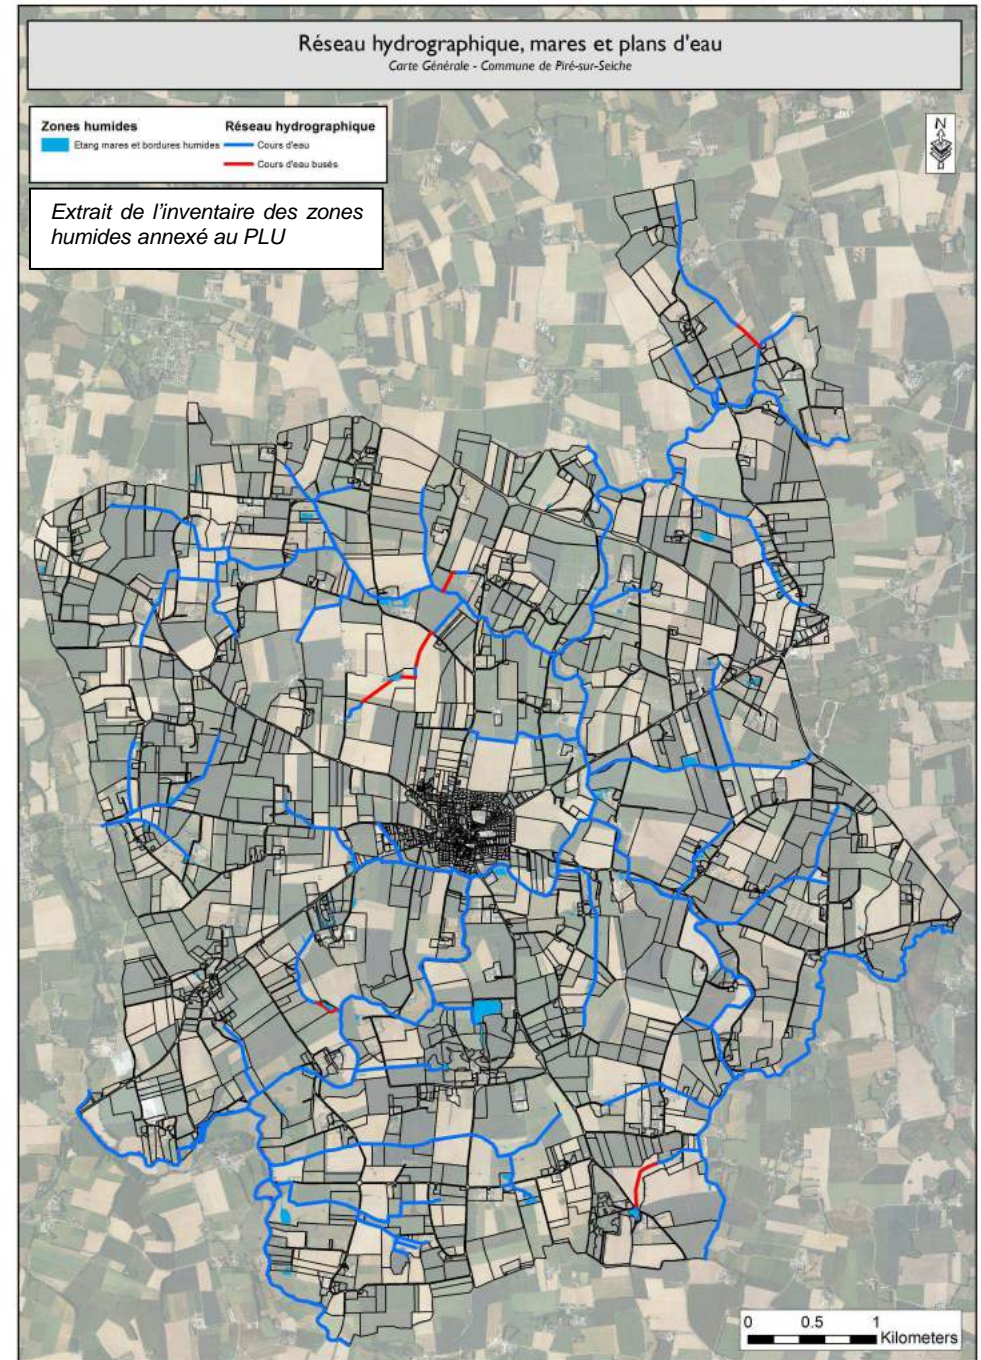 Réseau hydrographique, mares et plans d'eau
Carte Générale - Commune de Piré-sur-Seiche
Zones humides
Etang mares et bordures humides
Réseau hydrographique
Cours d'eau
Cours d'eau busés
Extrait de l'inventaire des zones
humides annexé au PLU
N
0 0.5 1
Kilometers